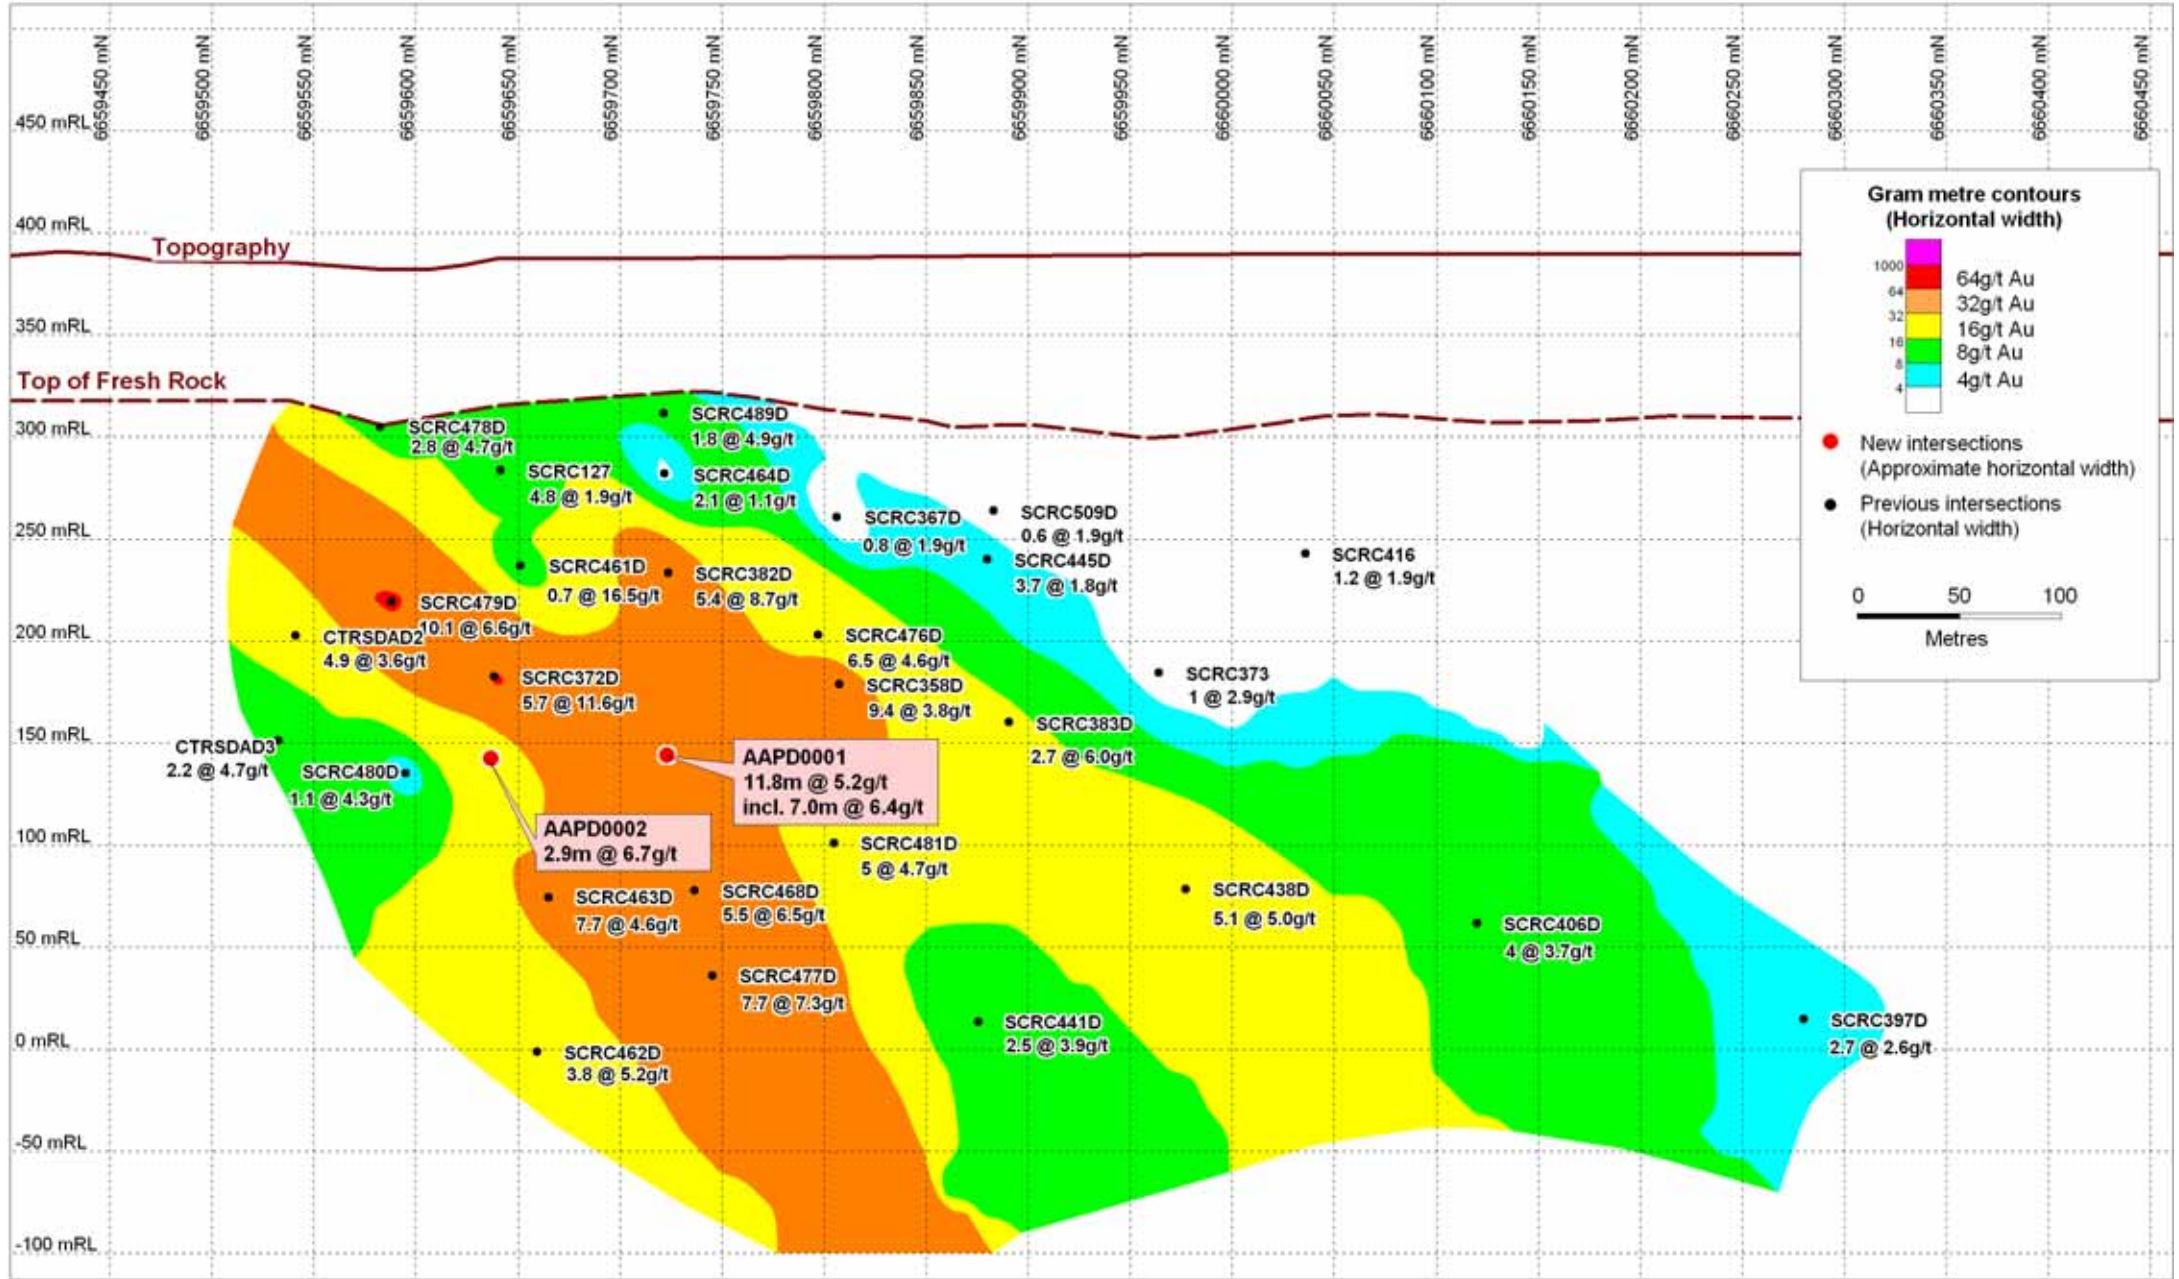 6659450 mN
6659500 mN
6659550 mN
6659600 mN
6659650 mN
6659700 mN
6659750 mN
6659800 mN
6659850 mN
6659900 mN
6659950 mN
6660000 mN
6660050 mN
6660100 mN
6660150 mN
6660200 mN
6660250 mN
6660300 mN
6660350 mN
6660400 mN
6660450 mN
450 mRL
400 mRL
350 mRL
300 mRL
250 mRL
200 mRL
150 mRL
100 mRL
50 mRL
0 mRL
-50 mRL
-100 mRL
Topography
Top of Fresh Rock
SCRC478D
2.8 @ 4.7g/t
SCRC489D
1.8 @ 4.9g/t
SCRC127
4.8 @ 1.9g/t
SCRC464D
2.1 @ 1.1g/t
SCRC367D
0.8 @ 1.9g/t
SCRC509D
0.6 @ 1.9g/t
SCRC445D
3.7 @ 1.8g/t
SCRC416
1.2 @ 1.9g/t
SCRC461D
0.7 @ 16.5g/t
SCRC382D
5.4 @ 8.7g/t
SCRC479D
10.1 @ 6.6g/t
CTRSDAD2
4.9 @ 3.6g/t
SCRC476D
6.5 @ 4.6g/t
SCRC372D
5.7 @ 11.6g/t
SCRC358D
9.4 @ 3.8g/t
SCRC373
1 @ 2.9g/t
SCRC383D
2.7 @ 6.0g/t
CTRSDAD3
2.2 @ 4.7g/t
SCRC480D
1.1 @ 4.3g/t
AAPD0001
11.8m @ 5.2g/t
incl. 7.0m @ 6.4g/t
AAPD0002
2.9m @ 6.7g/t
SCRC481D
5 @ 4.7g/t
SCRC463D
7.7 @ 4.6g/t
SCRC468D
5.5 @ 6.5g/t
SCRC438D
5.1 @ 5.0g/t
SCRC406D
4 @ 3.7g/t
SCRC477D
7.7 @ 7.3g/t
SCRC441D
2.5 @ 3.9g/t
SCRC397D
2.7 @ 2.6g/t
SCRC462D
3.8 @ 5.2g/t
Gram metre contours
(Horizontal width)
1000
64
32
16
8
4
64g/t Au
32g/t Au
16g/t Au
8g/t Au
4g/t Au
New intersections
(Approximate horizontal width)
Previous intersections
(Horizontal width)
0 50 100
Metres